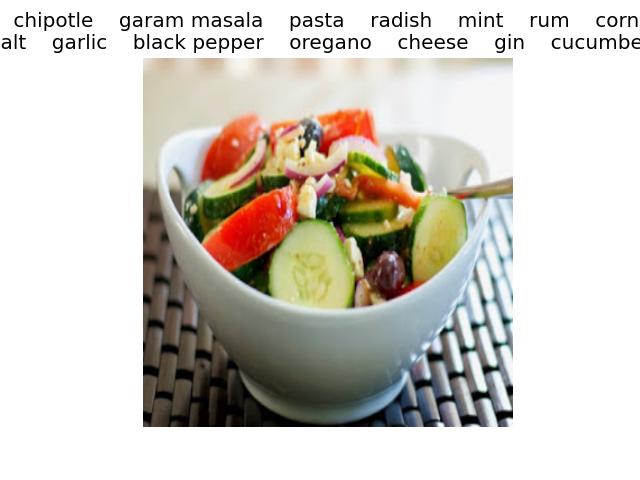 chipotle garam masala pasta radish mint rum corn
alt garlic black pepper oregano cheese gin cucumbe